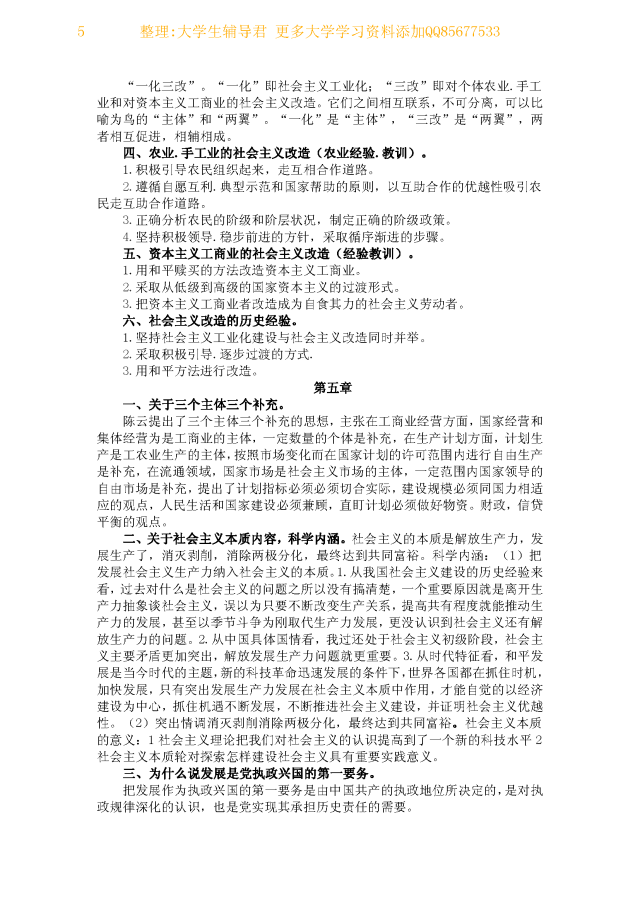 5 整理:大学生辅导君 更多大学学习资料添加QQ85677533
“一化三改”。“一化”即社会主义工业化；“三改”即对个体农业.手工
业和对资本主义工商业的社会主义改造。它们之间相互联系，不可分离，可以比
喻为鸟的“主体”和“两翼”。“一化”是“主体”，“三改”是“两翼”，两
者相互促进，相辅相成。
四、农业.手工业的社会主义改造（农业经验.教训）。
1.积极引导农民组织起来，走互相合作道路。
2.遵循自愿互利.典型示范和国家帮助的原则，以互助合作的优越性吸引农
民走互助合作道路。
3.正确分析农民的阶级和阶层状况，制定正确的阶级政策。
4.坚持积极领导.稳步前进的方针，采取循序渐进的步骤。
五、资本主义工商业的社会主义改造（经验教训）。
1.用和平赎买的方法改造资本主义工商业。
2.采取从低级到高级的国家资本主义的过渡形式。
3.把资本主义工商业者改造成为自食其力的社会主义劳动者。
六、社会主义改造的历史经验。
1.坚持社会主义工业化建设与社会主义改造同时并举。
2.采取积极引导.逐步过渡的方式.
3.用和平方法进行改造。
第五章
一、关于三个主体三个补充。
陈云提出了三个主体三个补充的思想，主张在工商业经营方面，国家经营和
集体经营为是工商业的主体，一定数量的个体是补充，在生产计划方面，计划生
产是工农业生产的主体,按照市场变化而在国家计划的许可范围内进行自由生产
是补充，在流通领域，国家市场是社会主义市场的主体，一定范围内国家领导的
自由市场是补充，提出了计划指标必须必须切合实际，建设规模必须同国力相适
应的观点，人民生活和国家建设必须兼顾，直盯计划必须做好物资。财政，信贷
平衡的观点。
二、关于社会主义本质内容，科学内涵。社会主义的本质是解放生产力，发
展生产了，消灭剥削，消除两极分化，最终达到共同富裕。科学内涵：（1）把
发展社会主义生产力纳入社会主义的本质。1.从我国社会主义建设的历史经验来
看，过去对什么是社会主义的问题之所以没有搞清楚，一个重要原因就是离开生
产力抽象谈社会主义，误以为只要不断改变生产关系，提高共有程度就能推动生
产力的发展，甚至以季节斗争为刚取代生产力发展，更没认识到社会主义还有解
放生产力的问题。2.从中国具体国情看，我过还处于社会主义初级阶段，社会主
义主要矛盾更加突出，解放发展生产力问题就更重要。3.从时代特征看，和平发
展是当今时代的主题,新的科技革命迅速发展的条件下,世界各国都在抓住时机，
加快发展，只有突出发展生产力发展在社会主义本质中作用，才能自觉的以经济
建设为中心，抓住机遇不断发展，不断推进社会主义建设，并证明社会主义优越
性。（2）突出情调消灭剥削消除两极分化，最终达到共同富裕。社会主义本质
的意义：1 社会主义理论把我们对社会主义的认识提高到了一个新的科技水平 2
社会主义本质轮对探索怎样建设社会主义具有重要实践意义。
三、为什么说发展是党执政兴国的第一要务。
把发展作为执政兴国的第一要务是由中国共产的执政地位所决定的，是对执
政规律深化的认识，也是党实现其承担历史责任的需要。